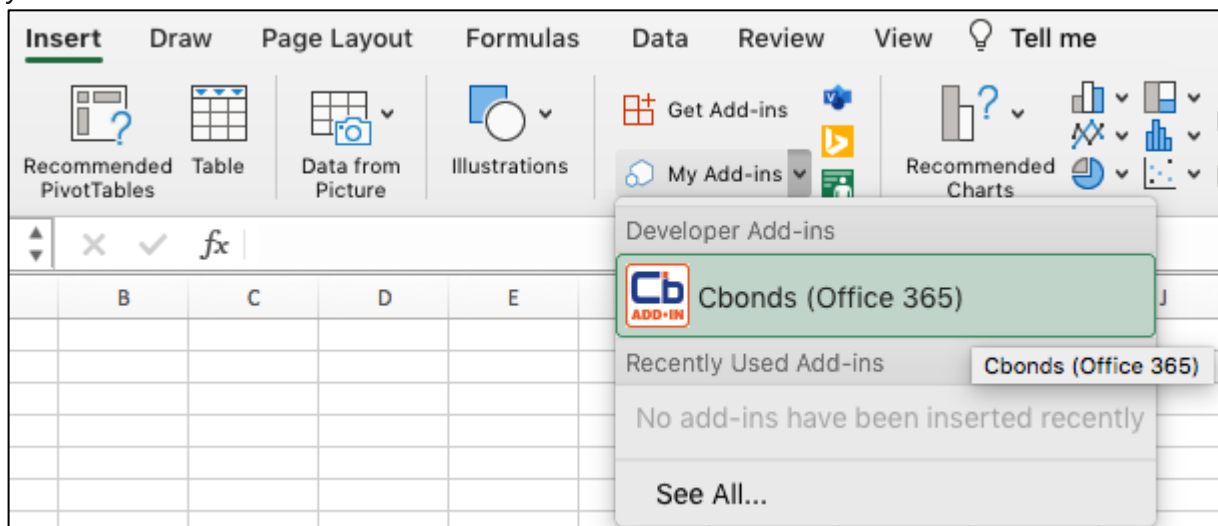 Insert Draw Page Layout Formulas Data Review View Tell me
Get Add-ins
Recommended PivotTables
Table
Data from Picture
Illustrations
My Add-ins
Recommended Charts
fx
Developer Add-ins
B C D E J
Cb ADD-IN
Cbonds (Office 365)
Recently Used Add-ins
Cbonds (Office 365)
No add-ins have been inserted recently
See All...